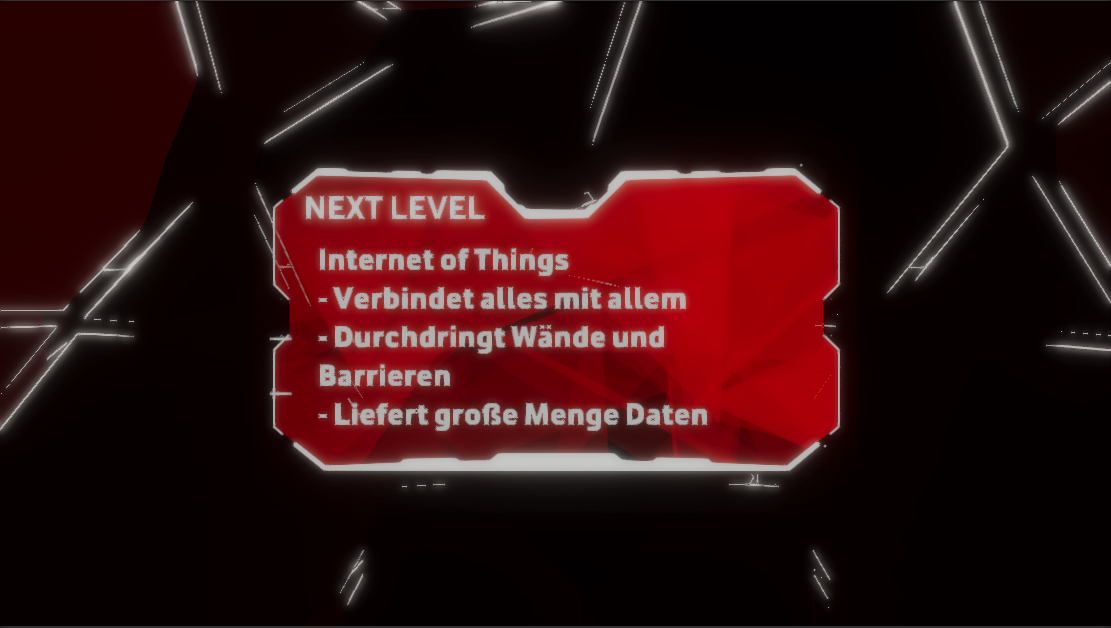 NEXT LEVEL
Internet of Things
- Verbindet alles mit allem
- Durchdringt Wände und
Barrieren
- Liefert große Menge Daten